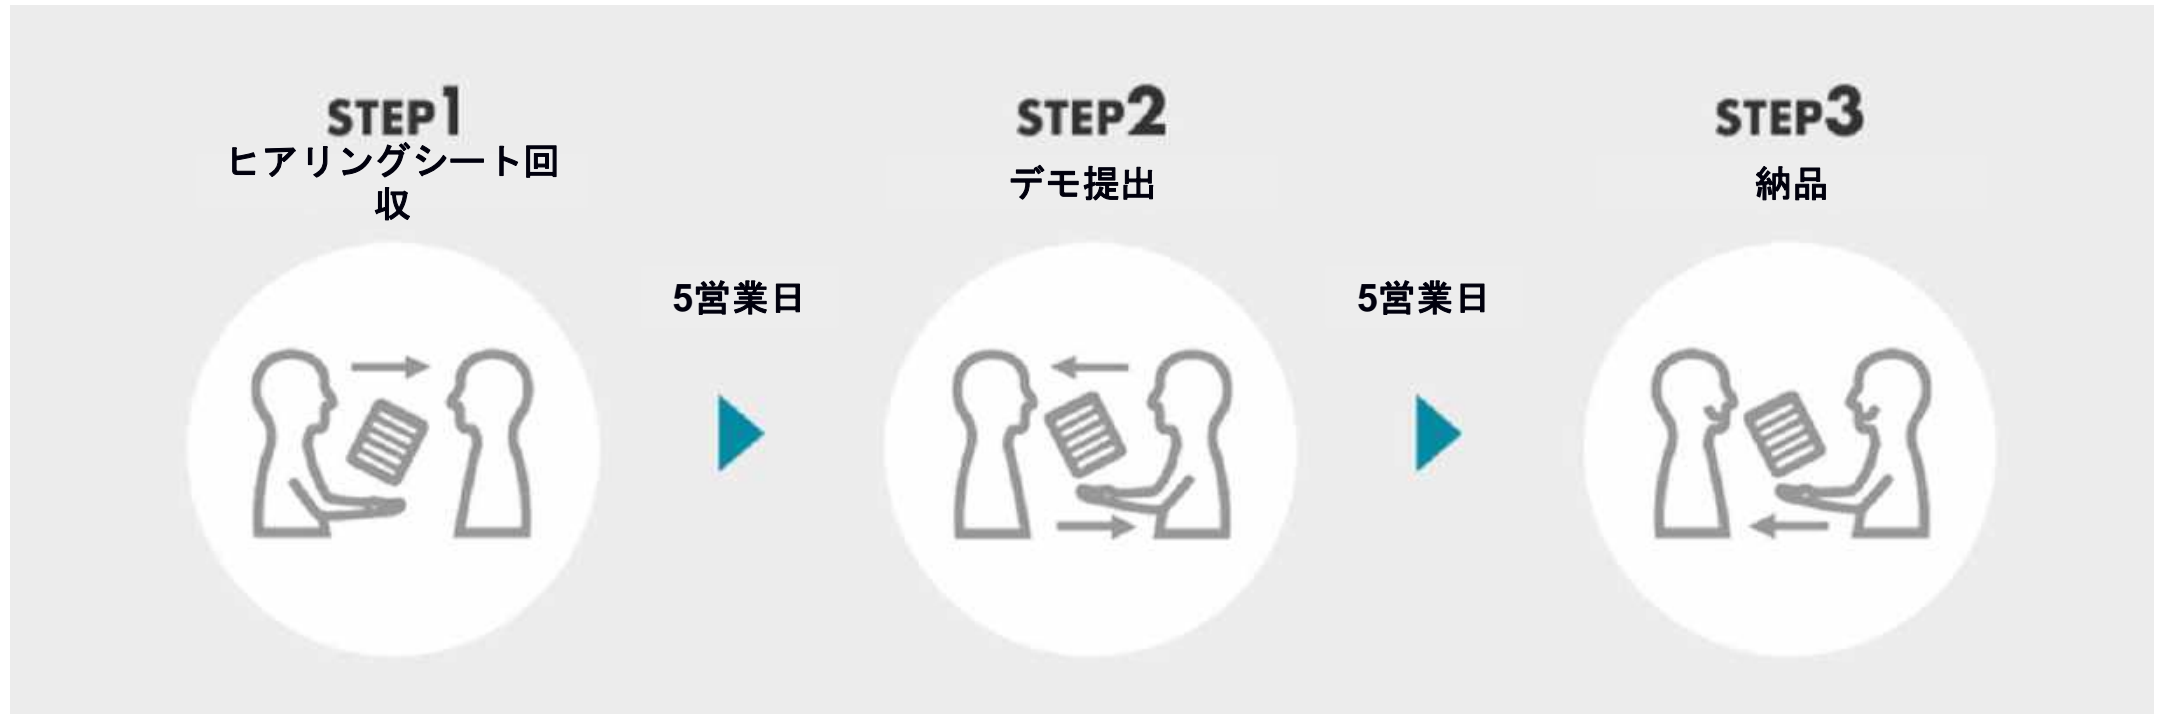 STEP1
ヒアリングシート回
収
5営業日
STEP2
デモ提出
5営業日
STEP3
納品